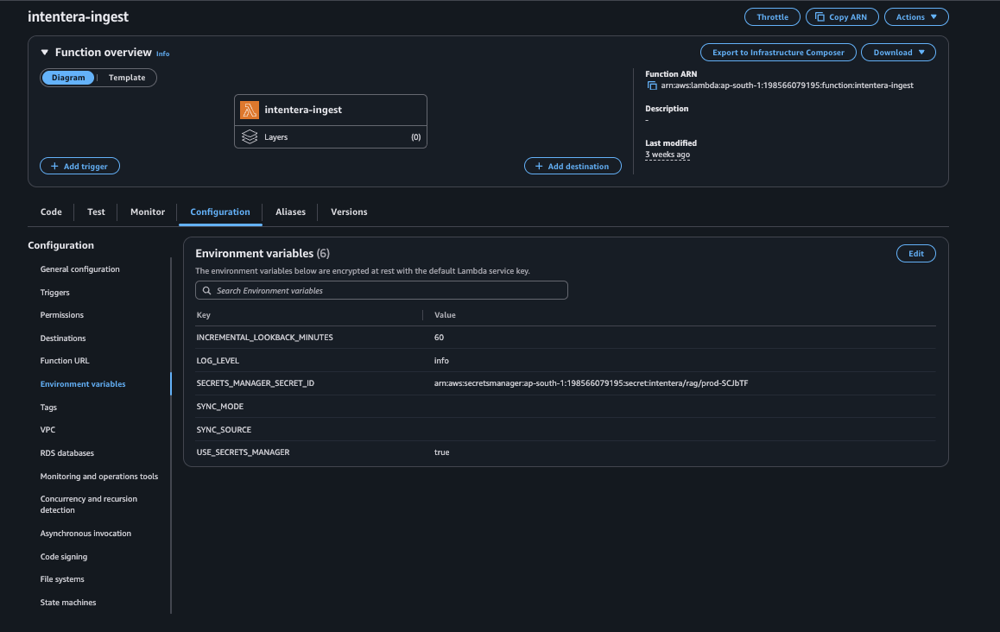 intentera-ingest
Throttle
Copy ARN
Actions
Function overview Info
Export to Infrastructure Composer
Download
Diagram
Template
intentera-ingest
Layers
(0)
Add trigger
Add destination
Function ARN
arn:aws:lambda:ap-south-1:198566079195:function:intentera-ingest
Description
-
Last modified
3 weeks ago
Code
Test
Monitor
Configuration
Aliases
Versions
Configuration
General configuration
Triggers
Permissions
Destinations
Function URL
Environment variables
Tags
VPC
RDS databases
Monitoring and operations tools
Concurrency and recursion
detection
Asynchronous invocation
Code signing
File systems
State machines
Environment variables (6)
Edit
The environment variables below are encrypted at rest with the default Lambda service key.
Search Environment variables
Key Value
INCREMENTAL_LOOKBACK_MINUTES 60
LOG_LEVEL info
SECRETS_MANAGER_SECRET_ID arn:aws:secretsmanager:ap-south-1:198566079195:secret:intentera/rag/prod-SCJbTF
SYNC_MODE
SYNC_SOURCE
USE_SECRETS_MANAGER true